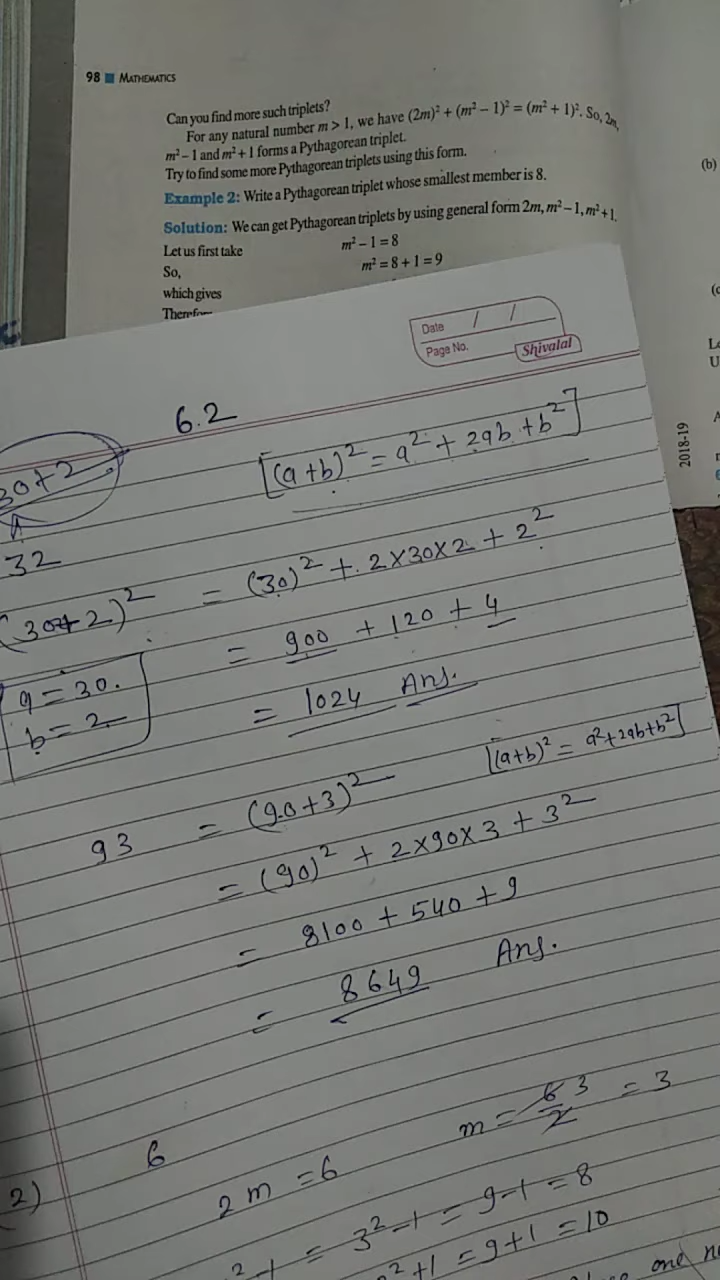 98 MATHEMATICS
Can you find more such triplets?
For any natural number m > 1, we have (2m)² + (m² – 1)² = (m² + 1)². So, 2m,
m² – 1 and m² + 1 forms a Pythagorean triplet.
Try to find some more Pythagorean triplets using this form.
Example 2: Write a Pythagorean triplet whose smallest member is 8.
Solution: We can get Pythagorean triplets by using general form 2m, m² – 1, m² + 1.
Let us first take m² – 1 = 8
So, m² = 8 + 1 = 9
which gives
(b)
2018-19
Date / /
Page No.
Shivalal
6.2
30+2
[(a+b)² = a² + 2ab + b²]
32
(30+2)² = (30)² + 2×30×2 + 2²
= 900 + 120 + 4
a = 30.
b = 2
= 1024 Ans.
[(a+b)² = a²+2ab+b²]
93 = (90+3)²
= (90)² + 2×90×3 + 3²
= 8100 + 540 + 9
= 8649 Ans.
2) 6
2m = 6 m = 6/2 3 = 3
²-1 = 3²-1 = 9-1 = 8
²+1 = 9+1 = 10
one